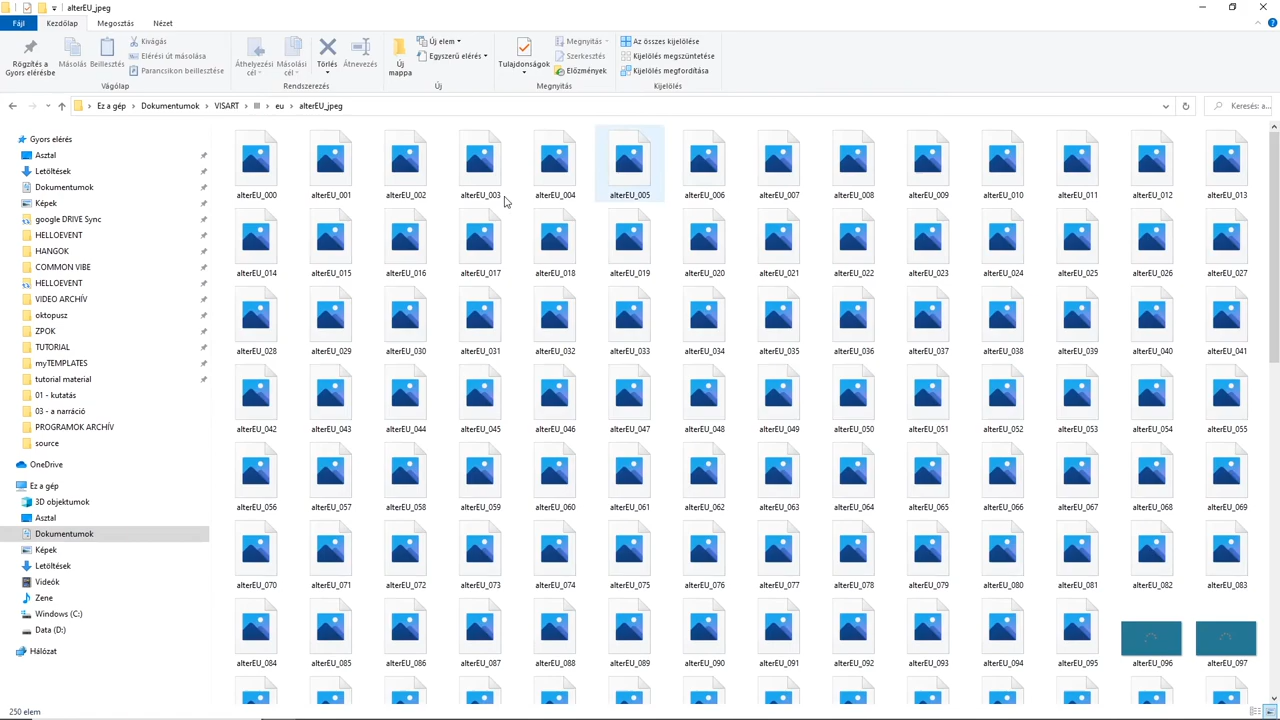 alterEU_jpeg
Fájl Kezdőlap Megosztás Nézet
Rögzítés a Gyors elérésbe
Másolás
Beillesztés
Kivágás
Elérési út másolása
Parancsikon beillesztése
Áthelyezési cél
Másolási cél
Törlés
Átnevezés
Új mappa
Új elem
Egyszerű elérés
Tulajdonságok
Megnyitás
Szerkesztés
Előzmények
Az összes kijelölése
Kijelölés megszüntetése
Kijelölés megfordítása
Vágólap Rendszerezés Új Megnyitás Kijelölés
Ez a gép Dokumentumok VISART III eu alterEU_jpeg
Keresés: a...
Gyors elérés
Asztal
Letöltések
Dokumentumok
Képek
google DRIVE Sync
HELLOEVENT
HANGOK
COMMON VIBE
HELLOEVENT
VIDEO ARCHÍV
oktopusz
ZPOK
TUTORIAL
myTEMPLATES
tutorial material
01 - kutatás
03 - a narráció
PROGRAMOK ARCHÍV
source
OneDrive
Ez a gép
3D objektumok
Asztal
Dokumentumok
Képek
Letöltések
Videók
Zene
Windows (C:)
Data (D:)
Hálózat
alterEU_000 alterEU_001 alterEU_002 alterEU_003 alterEU_004 alterEU_005 alterEU_006 alterEU_007 alterEU_008 alterEU_009 alterEU_010 alterEU_011 alterEU_012 alterEU_013
alterEU_014 alterEU_015 alterEU_016 alterEU_017 alterEU_018 alterEU_019 alterEU_020 alterEU_021 alterEU_022 alterEU_023 alterEU_024 alterEU_025 alterEU_026 alterEU_027
alterEU_028 alterEU_029 alterEU_030 alterEU_031 alterEU_032 alterEU_033 alterEU_034 alterEU_035 alterEU_036 alterEU_037 alterEU_038 alterEU_039 alterEU_040 alterEU_041
alterEU_042 alterEU_043 alterEU_044 alterEU_045 alterEU_046 alterEU_047 alterEU_048 alterEU_049 alterEU_050 alterEU_051 alterEU_052 alterEU_053 alterEU_054 alterEU_055
alterEU_056 alterEU_057 alterEU_058 alterEU_059 alterEU_060 alterEU_061 alterEU_062 alterEU_063 alterEU_064 alterEU_065 alterEU_066 alterEU_067 alterEU_068 alterEU_069
alterEU_070 alterEU_071 alterEU_072 alterEU_073 alterEU_074 alterEU_075 alterEU_076 alterEU_077 alterEU_078 alterEU_079 alterEU_080 alterEU_081 alterEU_082 alterEU_083
alterEU_084 alterEU_085 alterEU_086 alterEU_087 alterEU_088 alterEU_089 alterEU_090 alterEU_091 alterEU_092 alterEU_093 alterEU_094 alterEU_095 alterEU_096 alterEU_097
250 elem